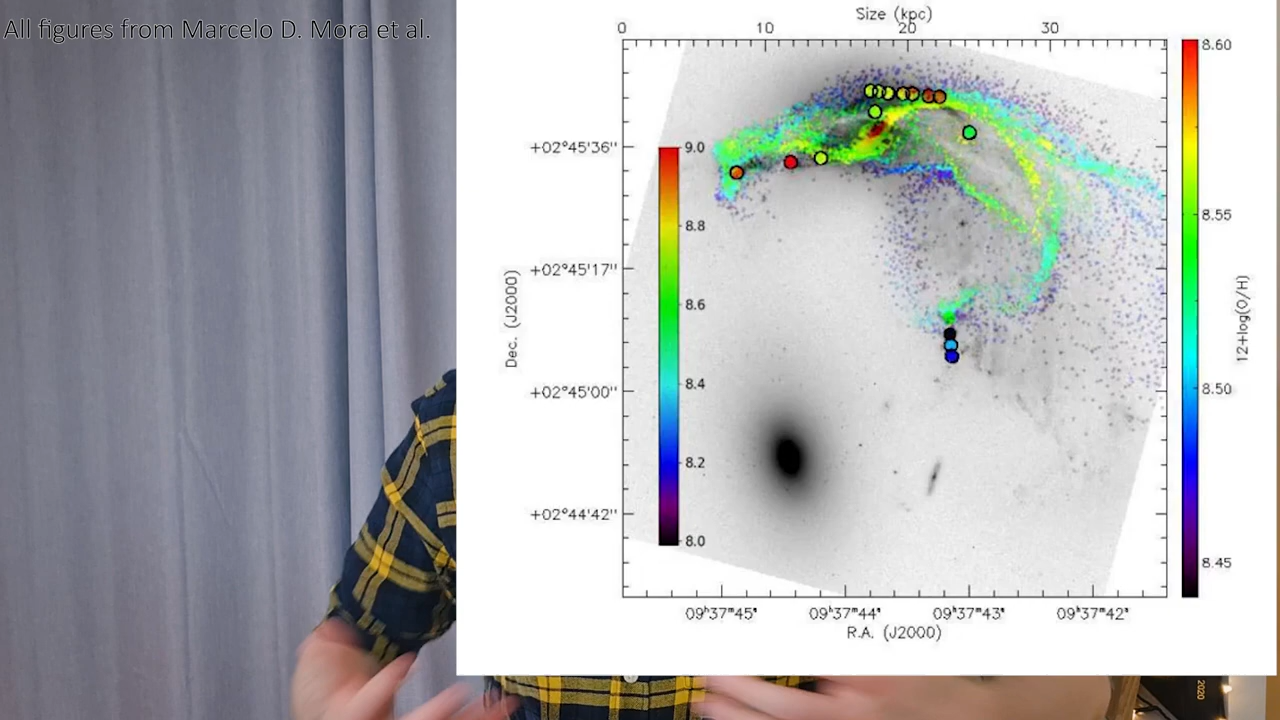 All figures from Marcelo D. Mora et al.
Size (kpc)
0 10 20 30
8.60
+02°45'36"
9.0
8.8
8.55
+02°45'17"
8.6
Dec. (J2000)
12+log(O/H)
+02°45'00"
8.4
8.50
8.2
+02°44'42"
8.0
8.45
09ʰ37ᵐ45ˢ 09ʰ37ᵐ44ˢ 09ʰ37ᵐ43ˢ 09ʰ37ᵐ42ˢ
R.A. (J2000)
2020